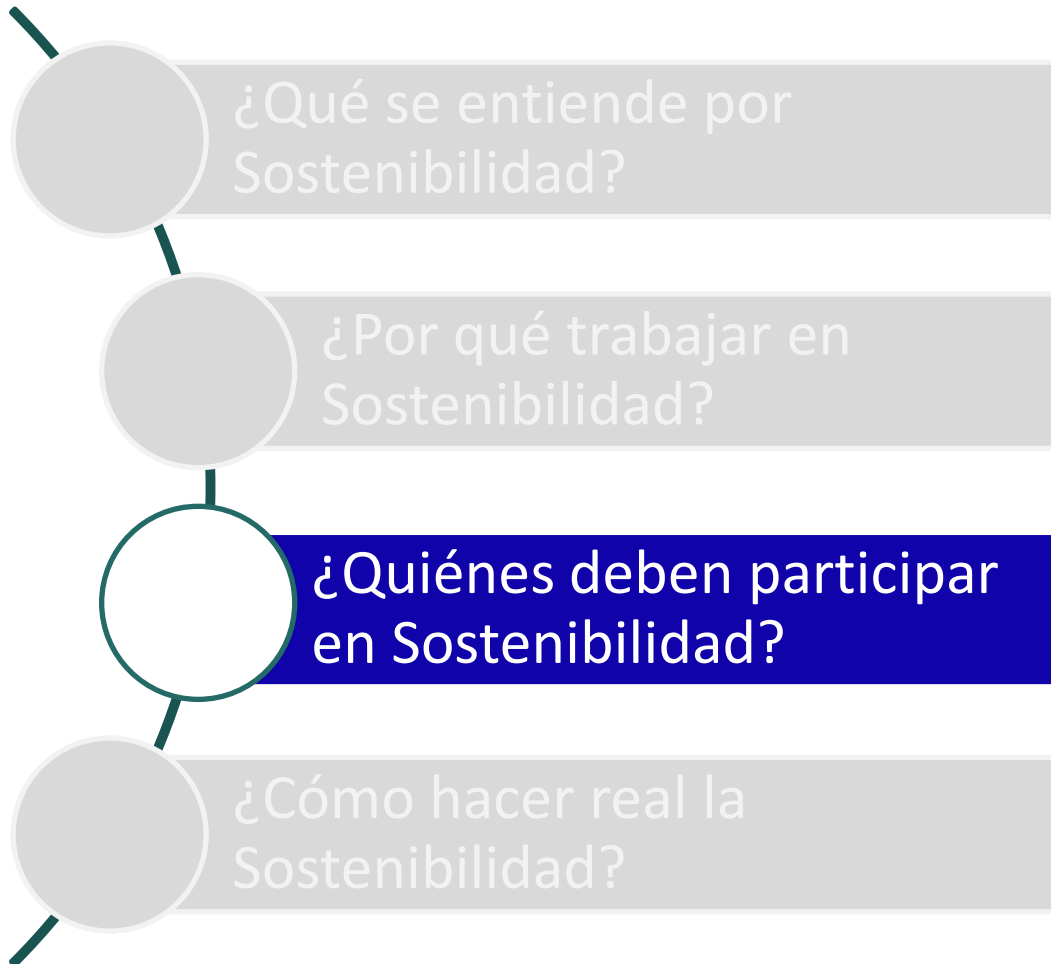 ¿Qué se entiende por
Sostenibilidad?
¿Por qué trabajar en
Sostenibilidad?
¿Quiénes deben participar
en Sostenibilidad?
¿Cómo hacer real la
Sostenibilidad?